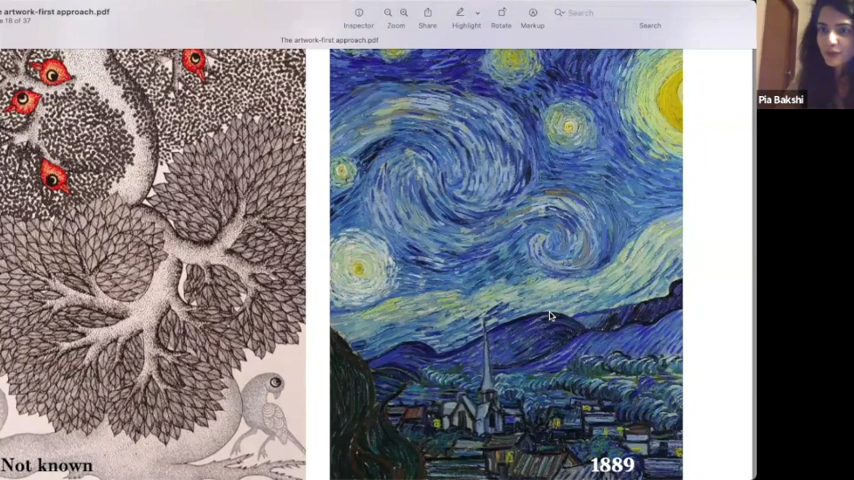 e artwork-first approach.pdf
e 18 of 37
Inspector
Zoom
Share
Highlight
Rotate
Markup
Search
Search
The artwork-first approach.pdf
Pia Bakshi
Not known
1889